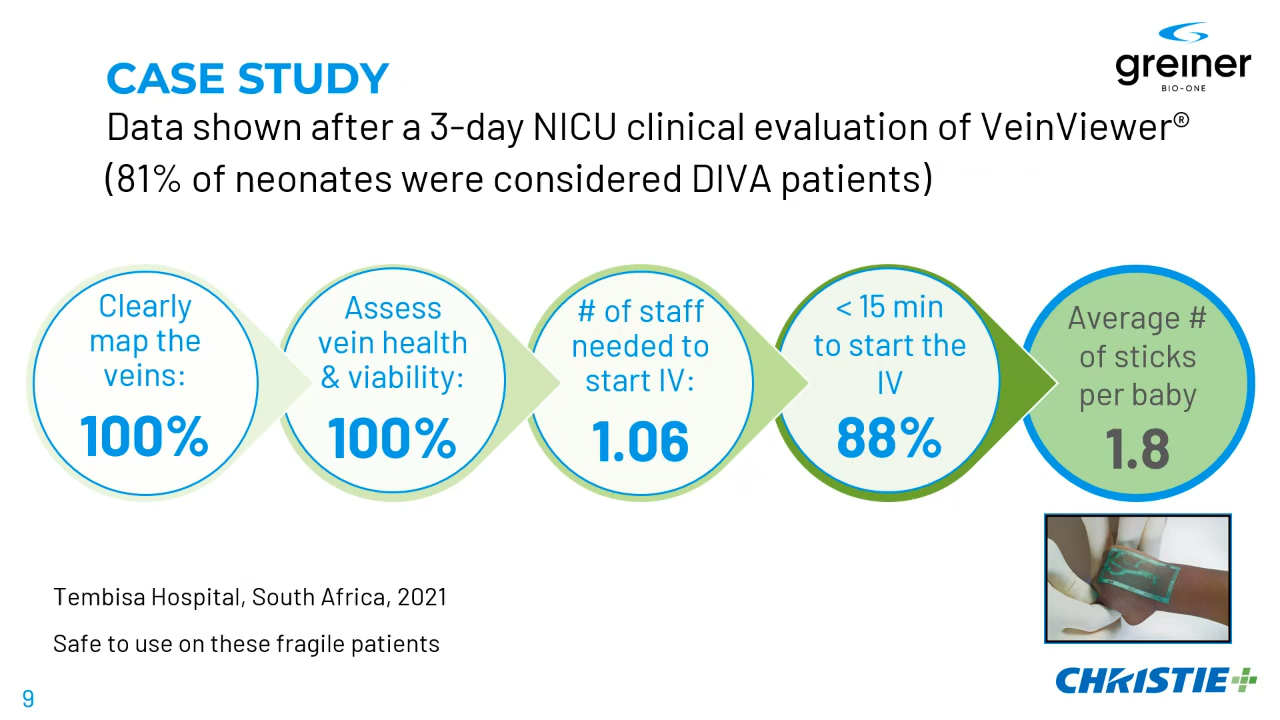 greiner
BIO-ONE
CASE STUDY
Data shown after a 3-day NICU clinical evaluation of VeinViewer®
(81% of neonates were considered DIVA patients)
Clearly
map the
veins:
100%
Assess
vein health
& viability:
100%
# of staff
needed to
start IV:
1.06
< 15 min
to start the
IV
88%
Average #
of sticks
per baby
1.8
Tembisa Hospital, South Africa, 2021
Safe to use on these fragile patients
CHRISTIE
9